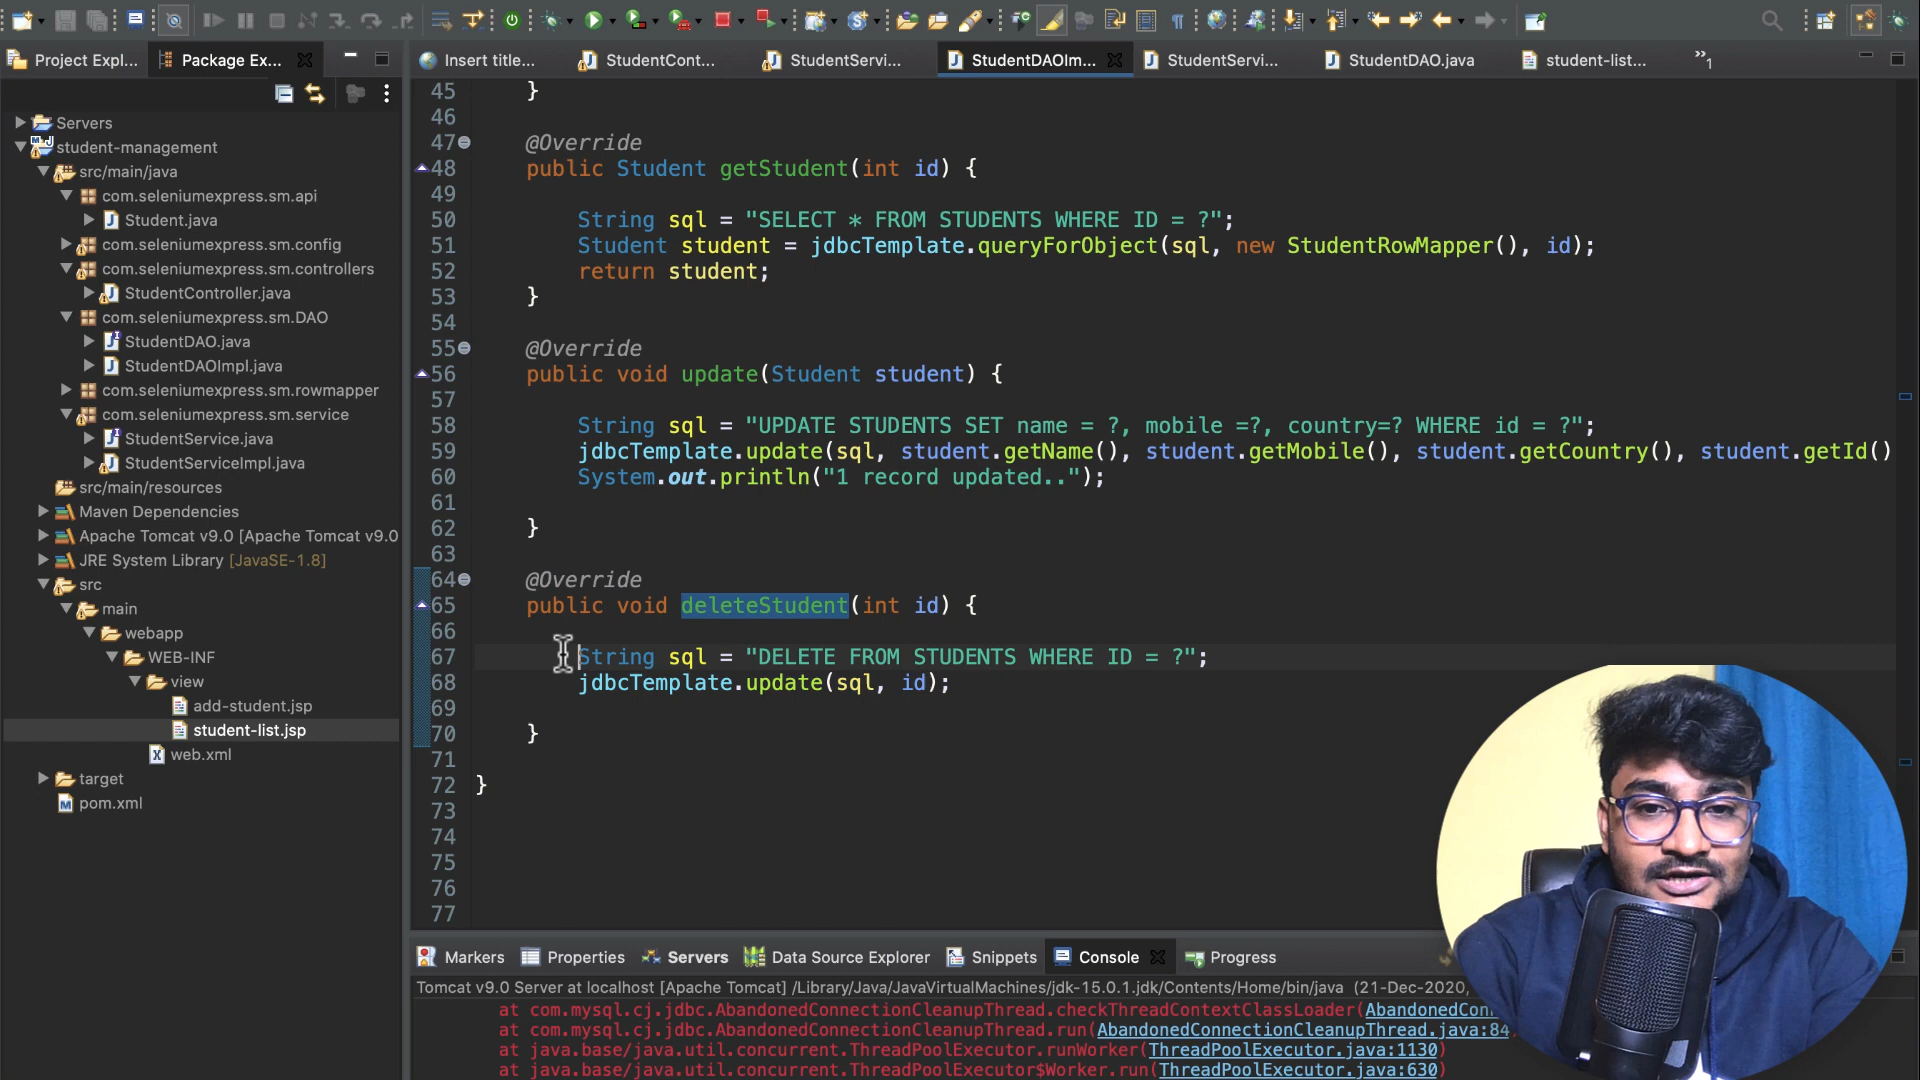 Project Expl...
Package Ex...
Insert title...
StudentCont...
StudentServi...
StudentDAOIm...
StudentServi...
StudentDAO.java
student-list...
»1
Servers
student-management
src/main/java
com.seleniumexpress.sm.api
Student.java
com.seleniumexpress.sm.config
com.seleniumexpress.sm.controllers
StudentController.java
com.seleniumexpress.sm.DAO
StudentDAO.java
StudentDAOImpl.java
com.seleniumexpress.sm.rowmapper
com.seleniumexpress.sm.service
StudentService.java
StudentServiceImpl.java
src/main/resources
Maven Dependencies
Apache Tomcat v9.0 [Apache Tomcat v9.0
JRE System Library [JavaSE-1.8]
src
main
webapp
WEB-INF
view
add-student.jsp
student-list.jsp
web.xml
target
pom.xml
45 }
46
47 @Override
48 public Student getStudent(int id) {
49
50 String sql = "SELECT * FROM STUDENTS WHERE ID = ?";
51 Student student = jdbcTemplate.queryForObject(sql, new StudentRowMapper(), id);
52 return student;
53 }
54
55 @Override
56 public void update(Student student) {
57
58 String sql = "UPDATE STUDENTS SET name = ?, mobile =?, country=? WHERE id = ?";
59 jdbcTemplate.update(sql, student.getName(), student.getMobile(), student.getCountry(), student.getId()
60 System.out.println("1 record updated..");
61
62 }
63
64 @Override
65 public void deleteStudent(int id) {
66
67 String sql = "DELETE FROM STUDENTS WHERE ID = ?";
68 jdbcTemplate.update(sql, id);
69
70 }
71
72 }
73
74
75
76
77
Markers
Properties
Servers
Data Source Explorer
Snippets
Console
Progress
Tomcat v9.0 Server at localhost [Apache Tomcat] /Library/Java/JavaVirtualMachines/jdk-15.0.1.jdk/Contents/Home/bin/java (21-Dec-2020,
at com.mysql.cj.jdbc.AbandonedConnectionCleanupThread.checkThreadContextClassLoader(AbandonedConn
at com.mysql.cj.jdbc.AbandonedConnectionCleanupThread.run(AbandonedConnectionCleanupThread.java:84
at java.base/java.util.concurrent.ThreadPoolExecutor.runWorker(ThreadPoolExecutor.java:1130)
at java.base/java.util.concurrent.ThreadPoolExecutor$Worker.run(ThreadPoolExecutor.java:630)